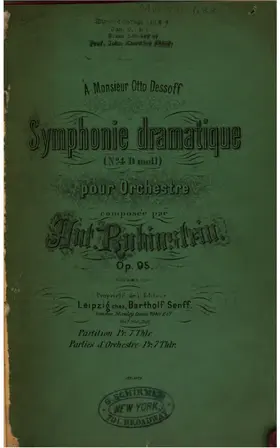 À Monsieur Otto Dessoff
Symphonie dramatique
(No. 4 D moll)
pour Orchestre
composée par
Ant. Rubinstein.
Op. 95.
Leipzig chez Bartholf Senff.
Partition Pr. 7 Thlr.
Parties d'Orchestre Pr. 7 Thlr.
G. SCHIRMER
NEW YORK
701 BROADWAY